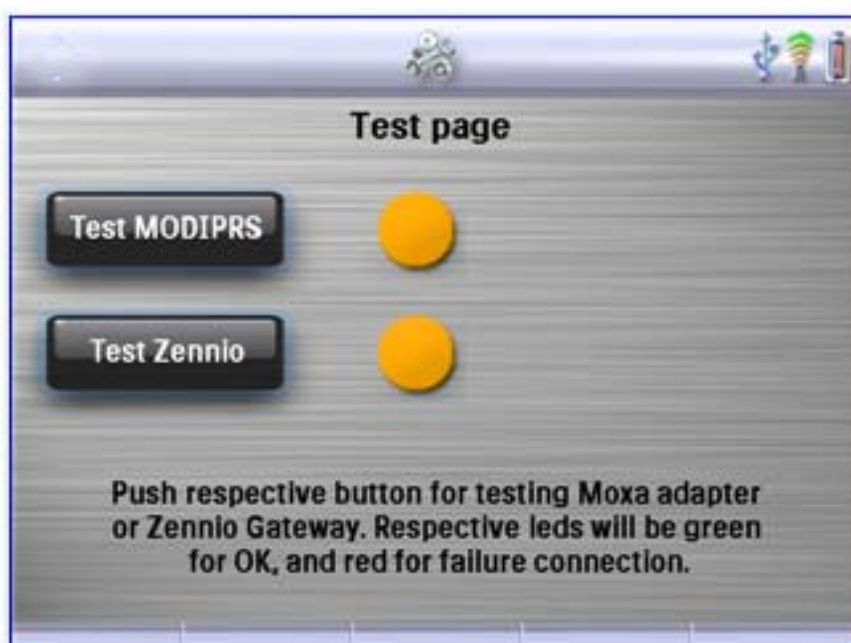 Test page
Test MODIPRS
Test Zennio
Push respective button for testing Moxa adapter
or Zennio Gateway. Respective leds will be green
for OK, and red for failure connection.